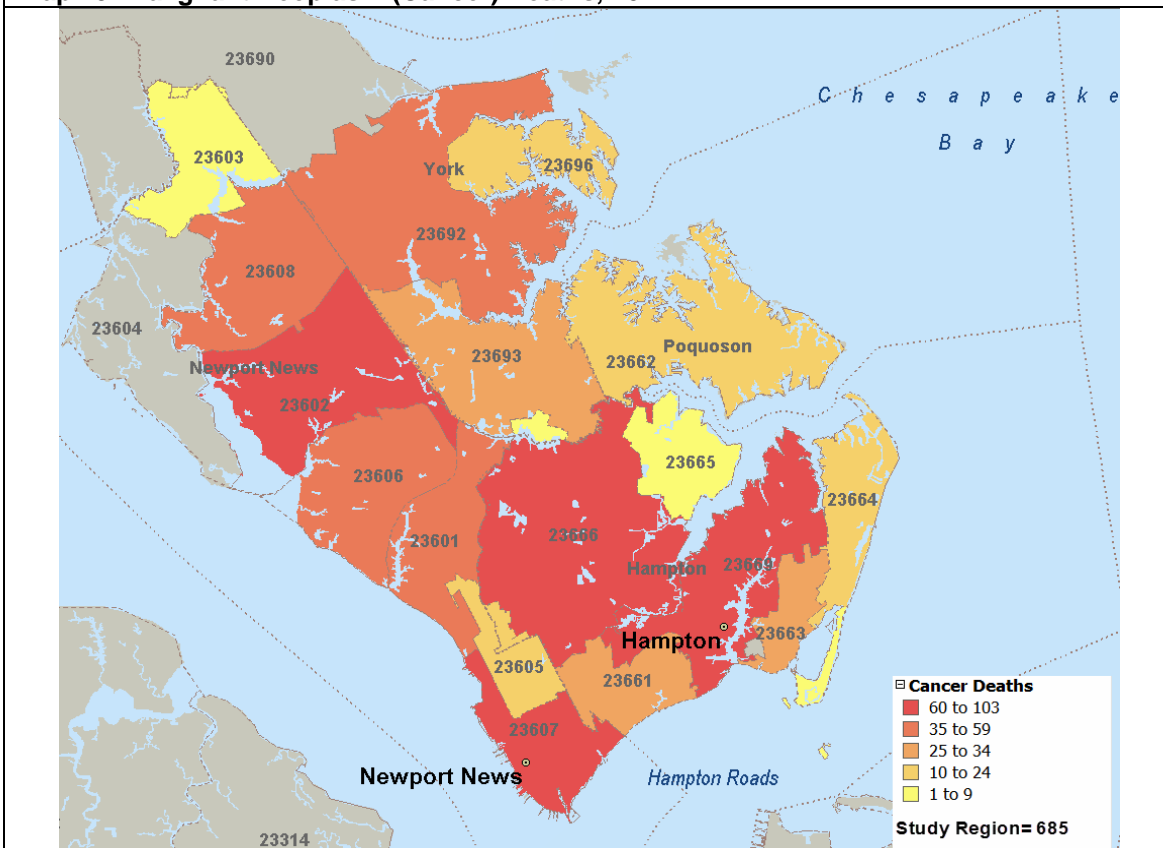 23690
C h e s a p e a k e
B a y
23603
York
23696
23692
23608
23604
23693
Poquoson
23662
Newport News
23602
23665
23606
23664
23666
23601
Hampton
23669
Hampton
23663
23605
23661
23607
Newport News
Hampton Roads
23314
Cancer Deaths
60 to 103
35 to 59
25 to 34
10 to 24
1 to 9
Study Region= 685